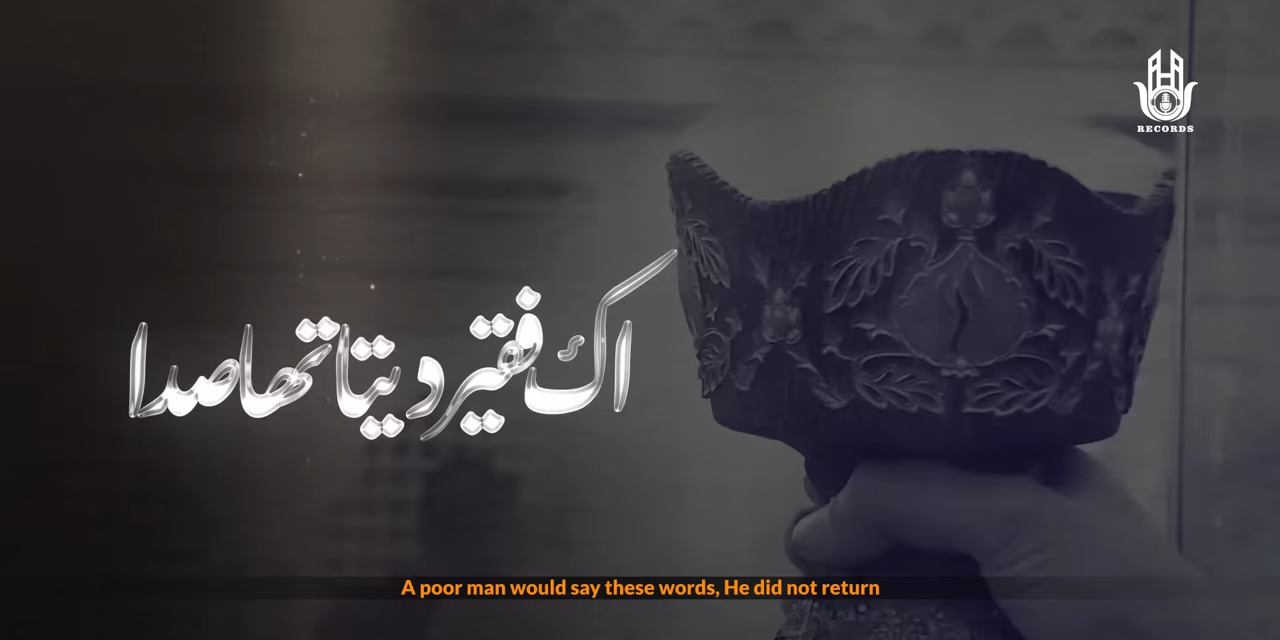 RECORDS
اک فقیر دیتا تھا صدا
A poor man would say these words, He did not return